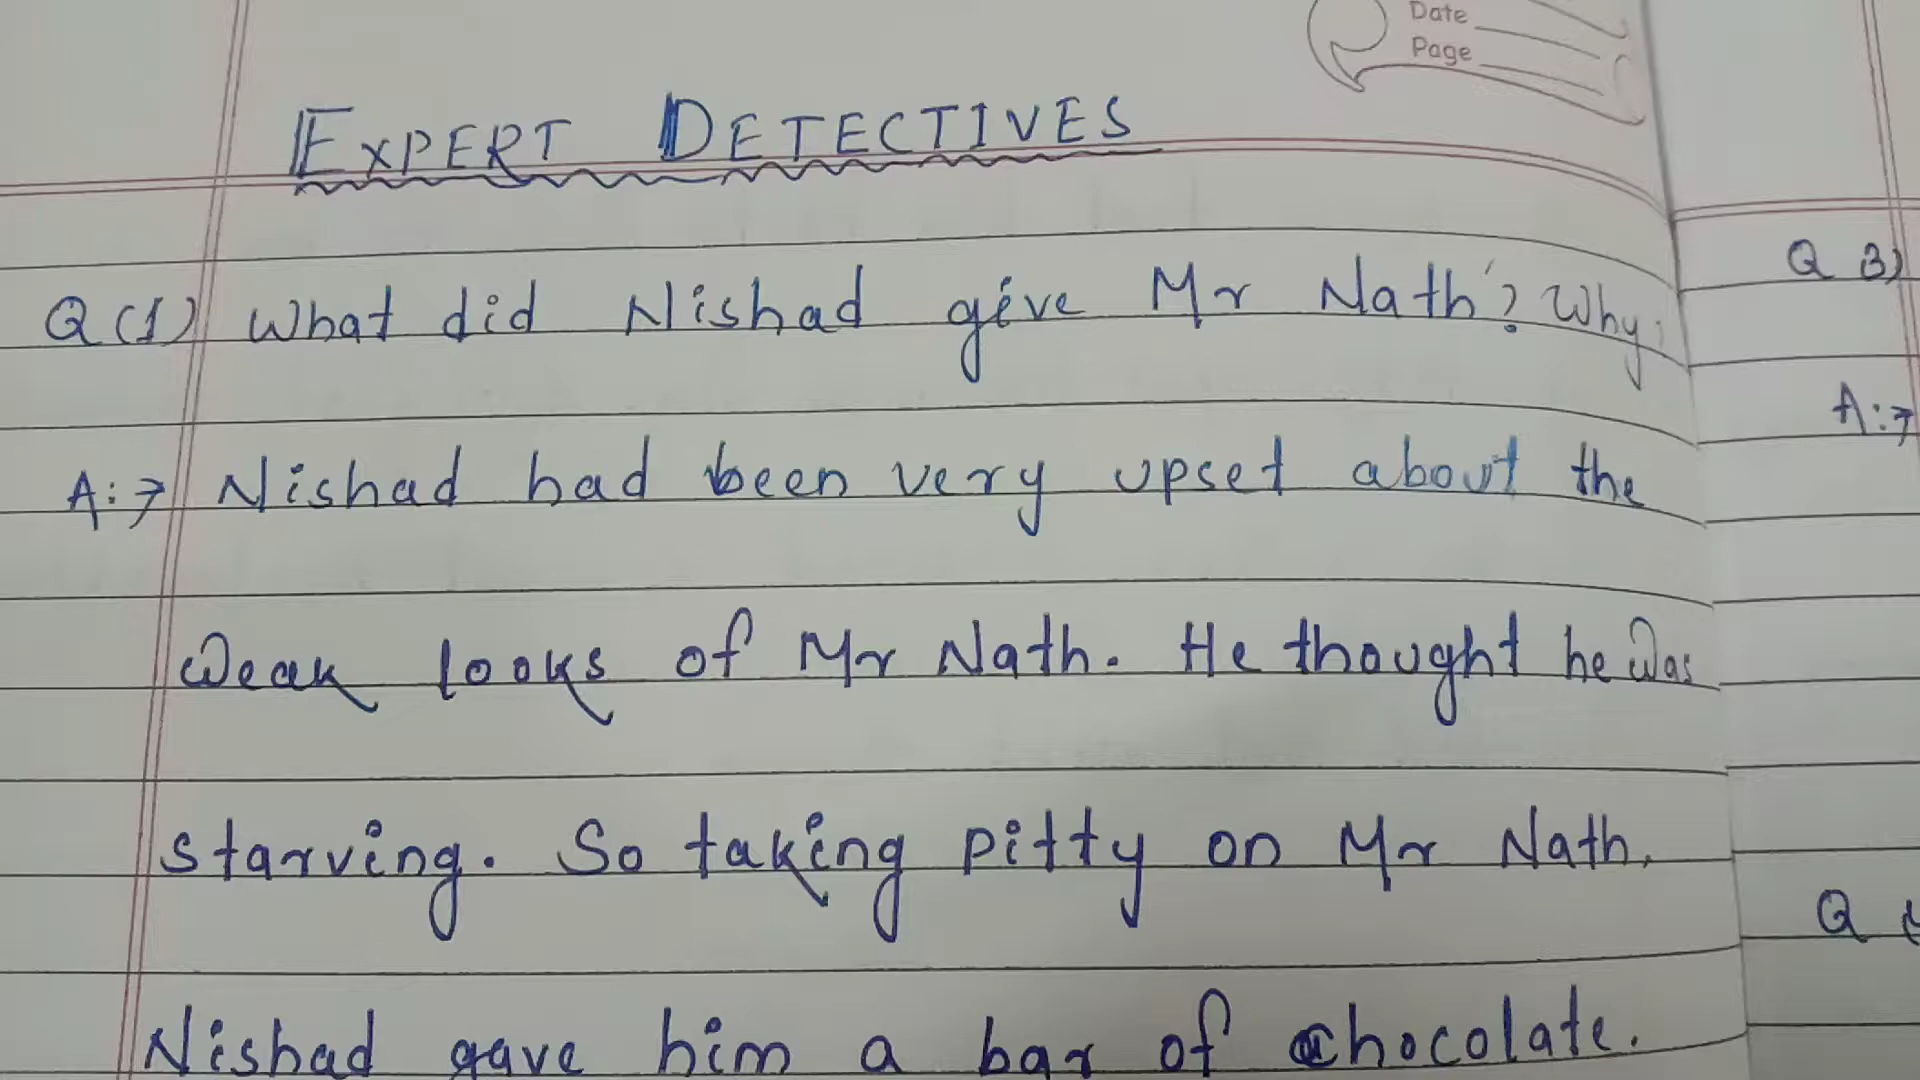 Date
Page
EXPERT DETECTIVES
Q(1) What did Nishad give Mr Nath? Why.
A:→ Nishad had been very upset about the
weak looks of Mr Nath. He thought he was
starving. So taking pitty on Mr Nath.
Nishad gave him a bar of chocolate.
Q 3)
A:→
Q